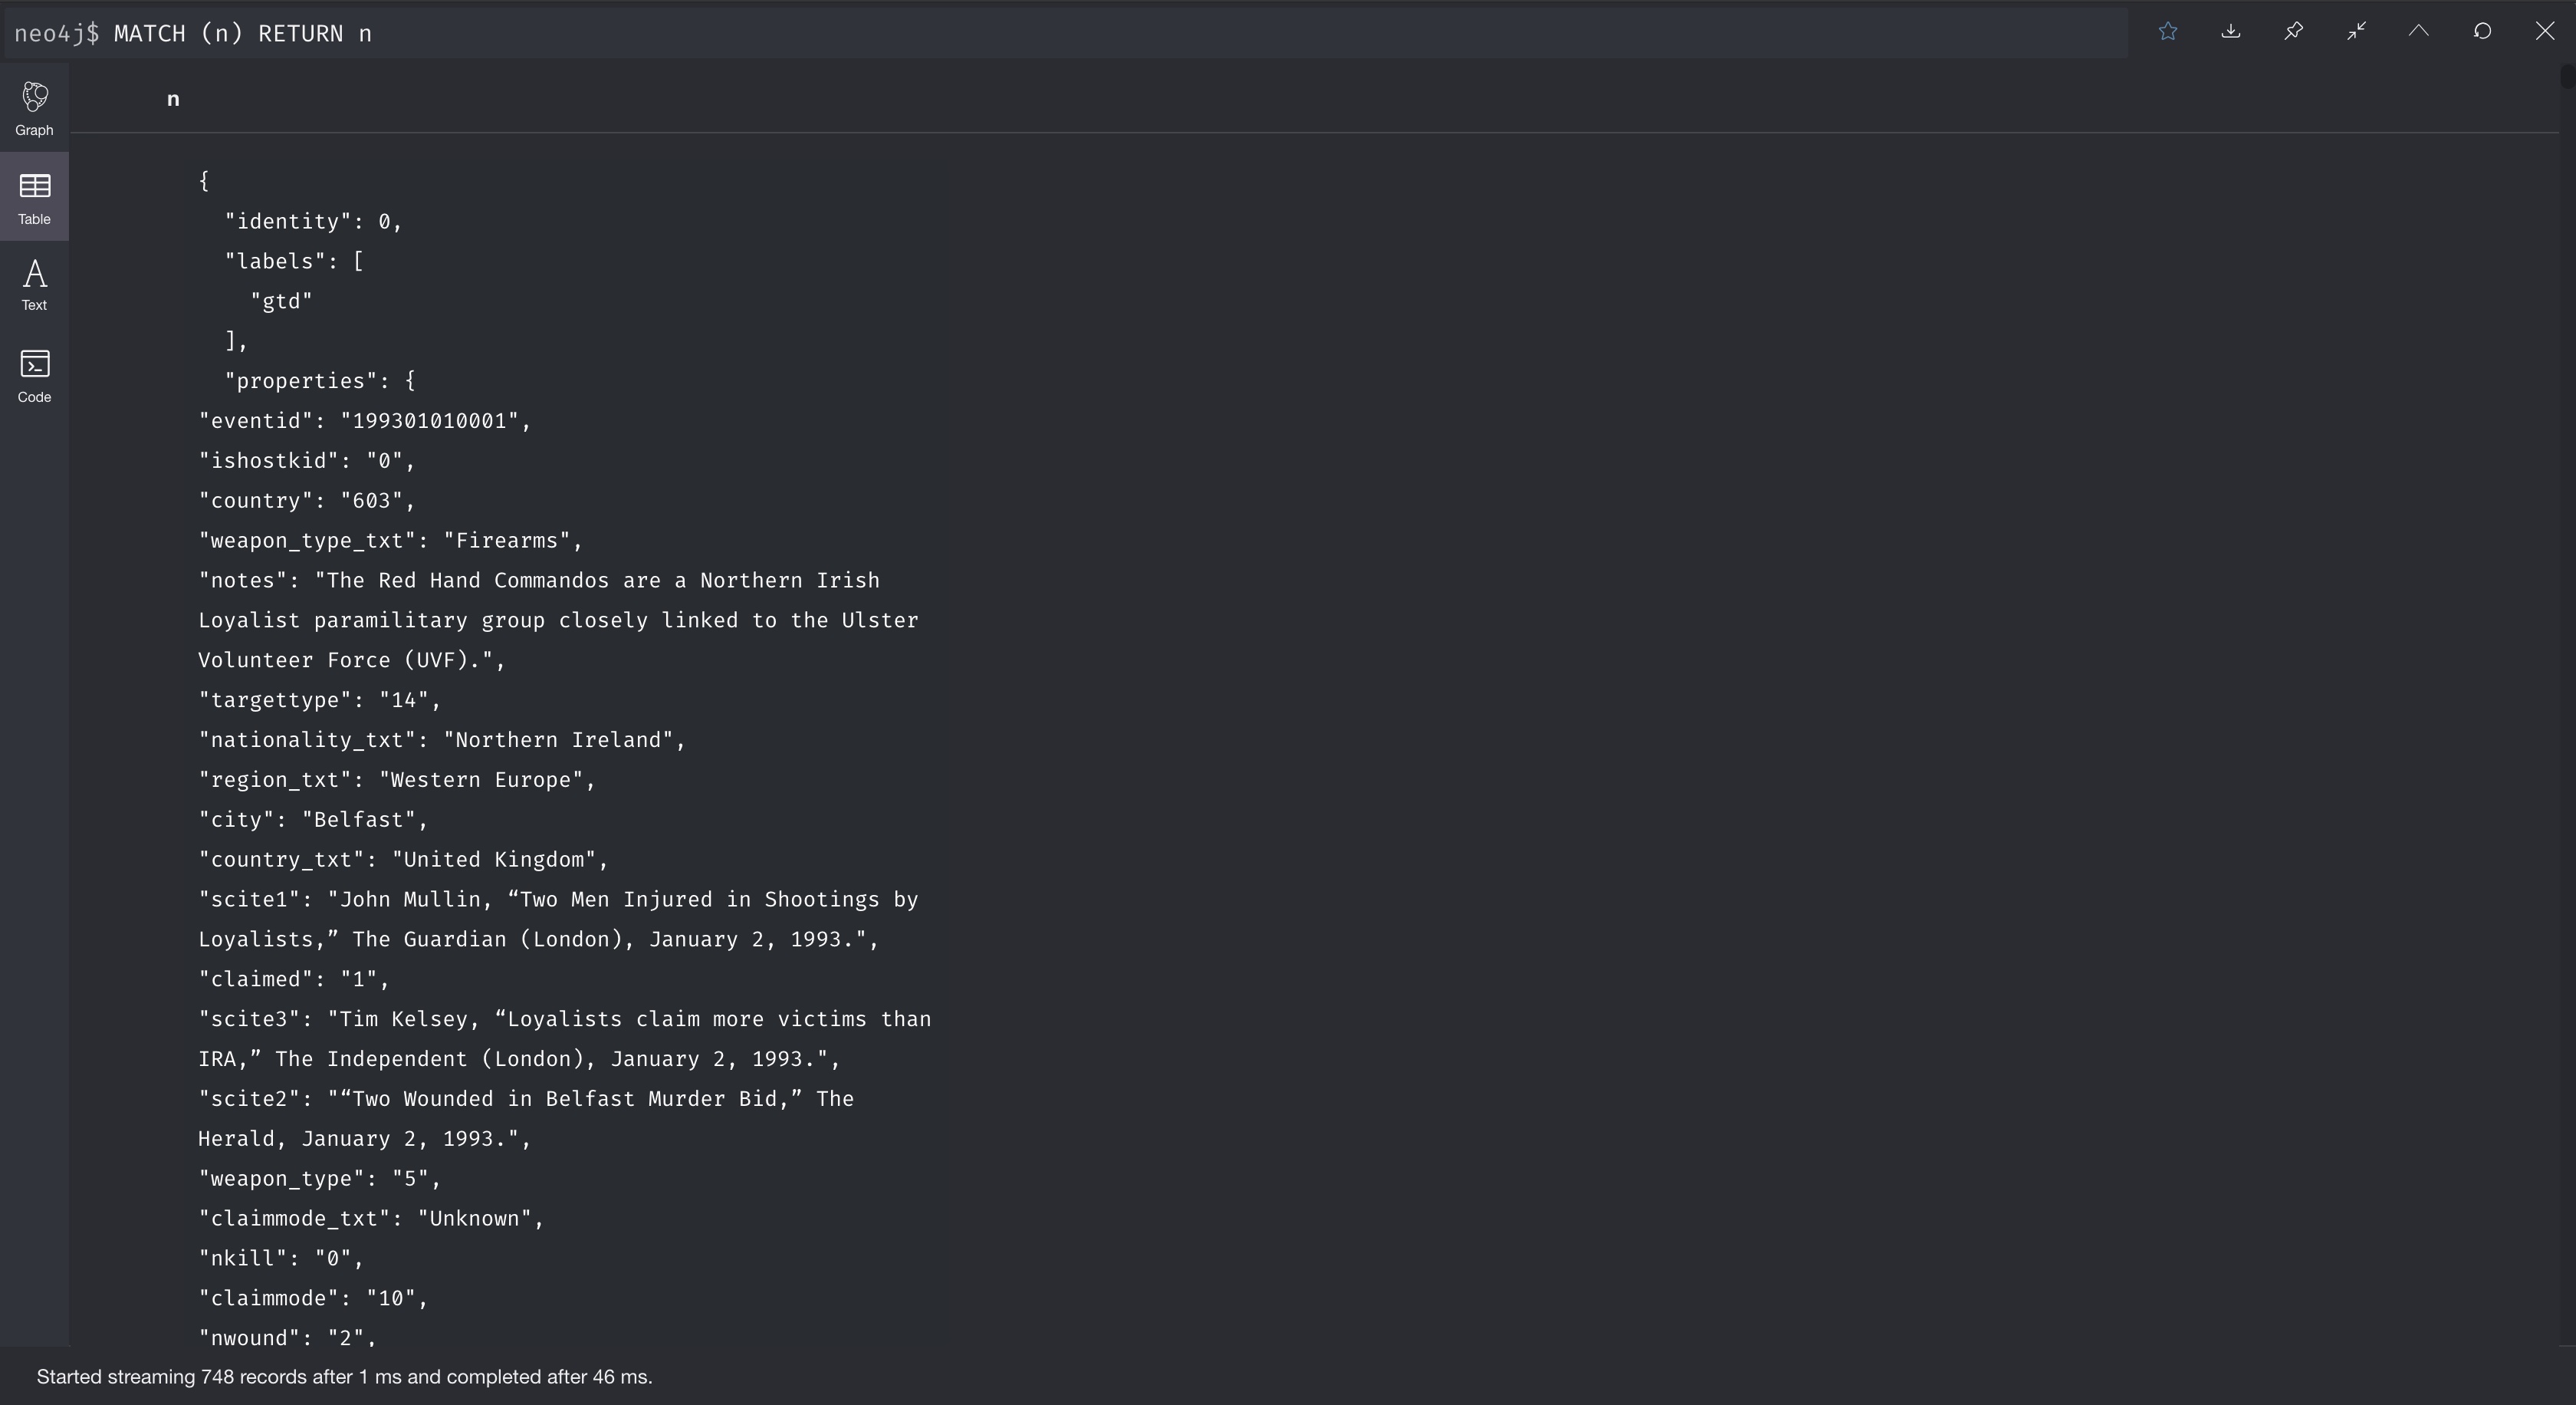 neo4j$ MATCH (n) RETURN n
Graph
Table
Text
Code
n
{
"identity": 0,
"labels": [
"gtd"
],
"properties": {
"eventid": "199301010001",
"ishostkid": "0",
"country": "603",
"weapon_type_txt": "Firearms",
"notes": "The Red Hand Commandos are a Northern Irish
Loyalist paramilitary group closely linked to the Ulster
Volunteer Force (UVF).",
"targettype": "14",
"nationality_txt": "Northern Ireland",
"region_txt": "Western Europe",
"city": "Belfast",
"country_txt": "United Kingdom",
"scite1": "John Mullin, “Two Men Injured in Shootings by
Loyalists,” The Guardian (London), January 2, 1993.",
"claimed": "1",
"scite3": "Tim Kelsey, “Loyalists claim more victims than
IRA,” The Independent (London), January 2, 1993.",
"scite2": "“Two Wounded in Belfast Murder Bid,” The
Herald, January 2, 1993.",
"weapon_type": "5",
"claimmode_txt": "Unknown",
"nkill": "0",
"claimmode": "10",
"nwound": "2",
Started streaming 748 records after 1 ms and completed after 46 ms.